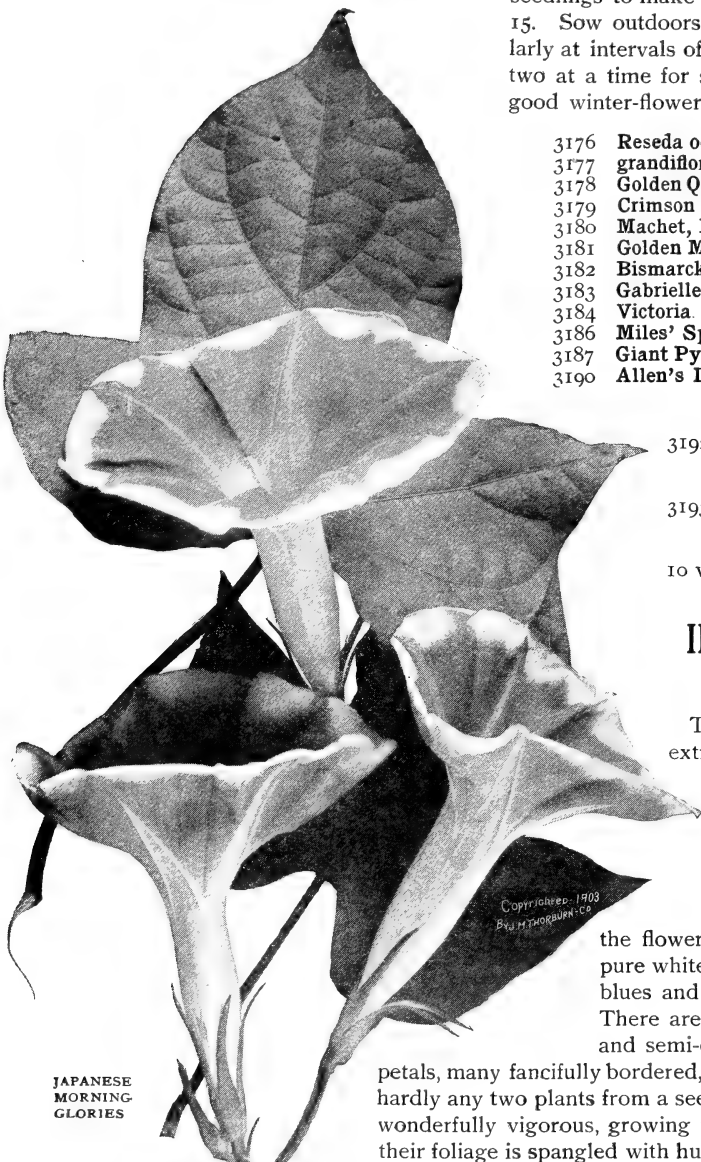 seedlings to make
15. Sow outdoors
larly at intervals of
two at a time for
good winter-flower
3176 Reseda o
3177 grandiflo
3178 Golden Q
3179 Crimson
3180 Machet,
3181 Golden M
3182 Bismarck
3183 Gabrielle
3184 Victoria.
3186 Miles' Sp
3187 Giant Py
3190 Allen's
319
319
10
T
ext
Copyrighted 1903
By J.M. THORBURN & CO
the flower
pure white
blues and
There are
and semi-
petals, many fancifully bordered,
hardly any two plants from a see
wonderfully vigorous, growing
their foliage is spangled with hu
JAPANESE
MORNING
GLORIES